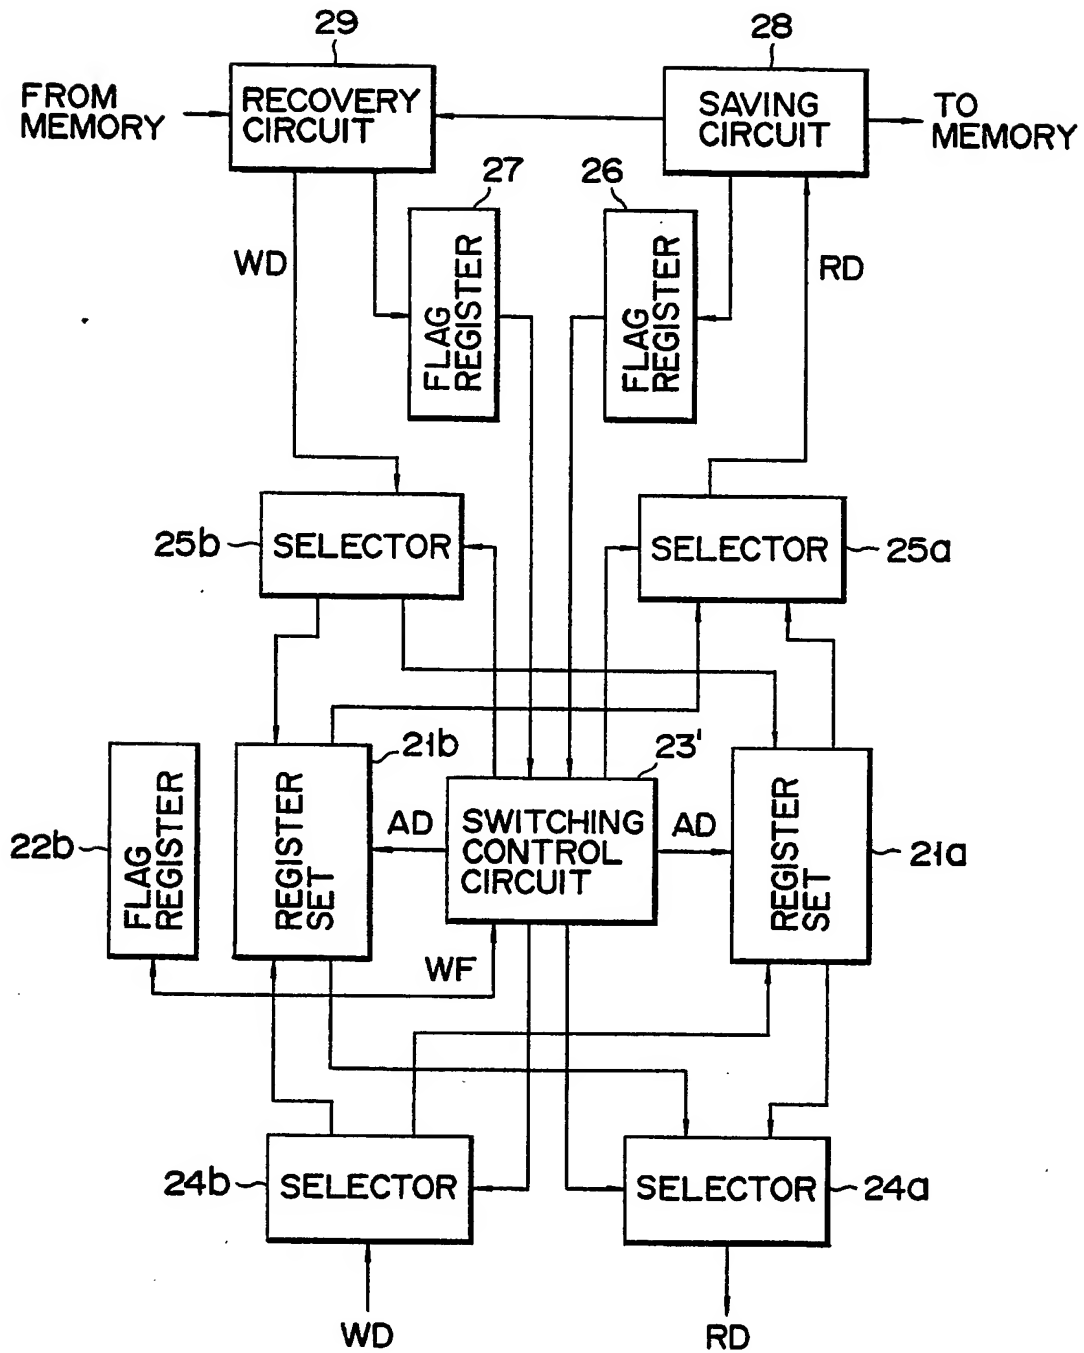 29
28
FROM
MEMORY
RECOVERY
CIRCUIT
SAVING
CIRCUIT
TO
MEMORY
27
26
WD
FLAG
REGISTER
FLAG
REGISTER
RD
25b
SELECTOR
SELECTOR
25a
21b
23'
22b
FLAG
REGISTER
REGISTER
SET
AD
SWITCHING
CONTROL
CIRCUIT
AD
REGISTER
SET
21a
WF
24b
SELECTOR
SELECTOR
24a
WD
RD